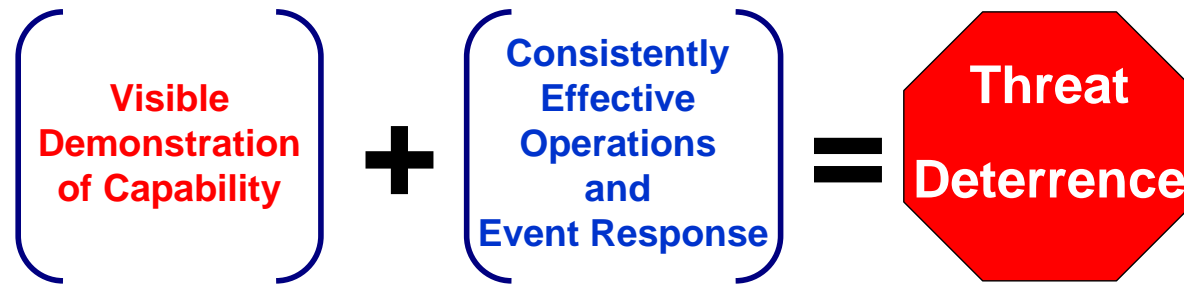 Visible
Demonstration
of Capability
+
Consistently
Effective
Operations
and
Event Response
=
Threat
Deterrence